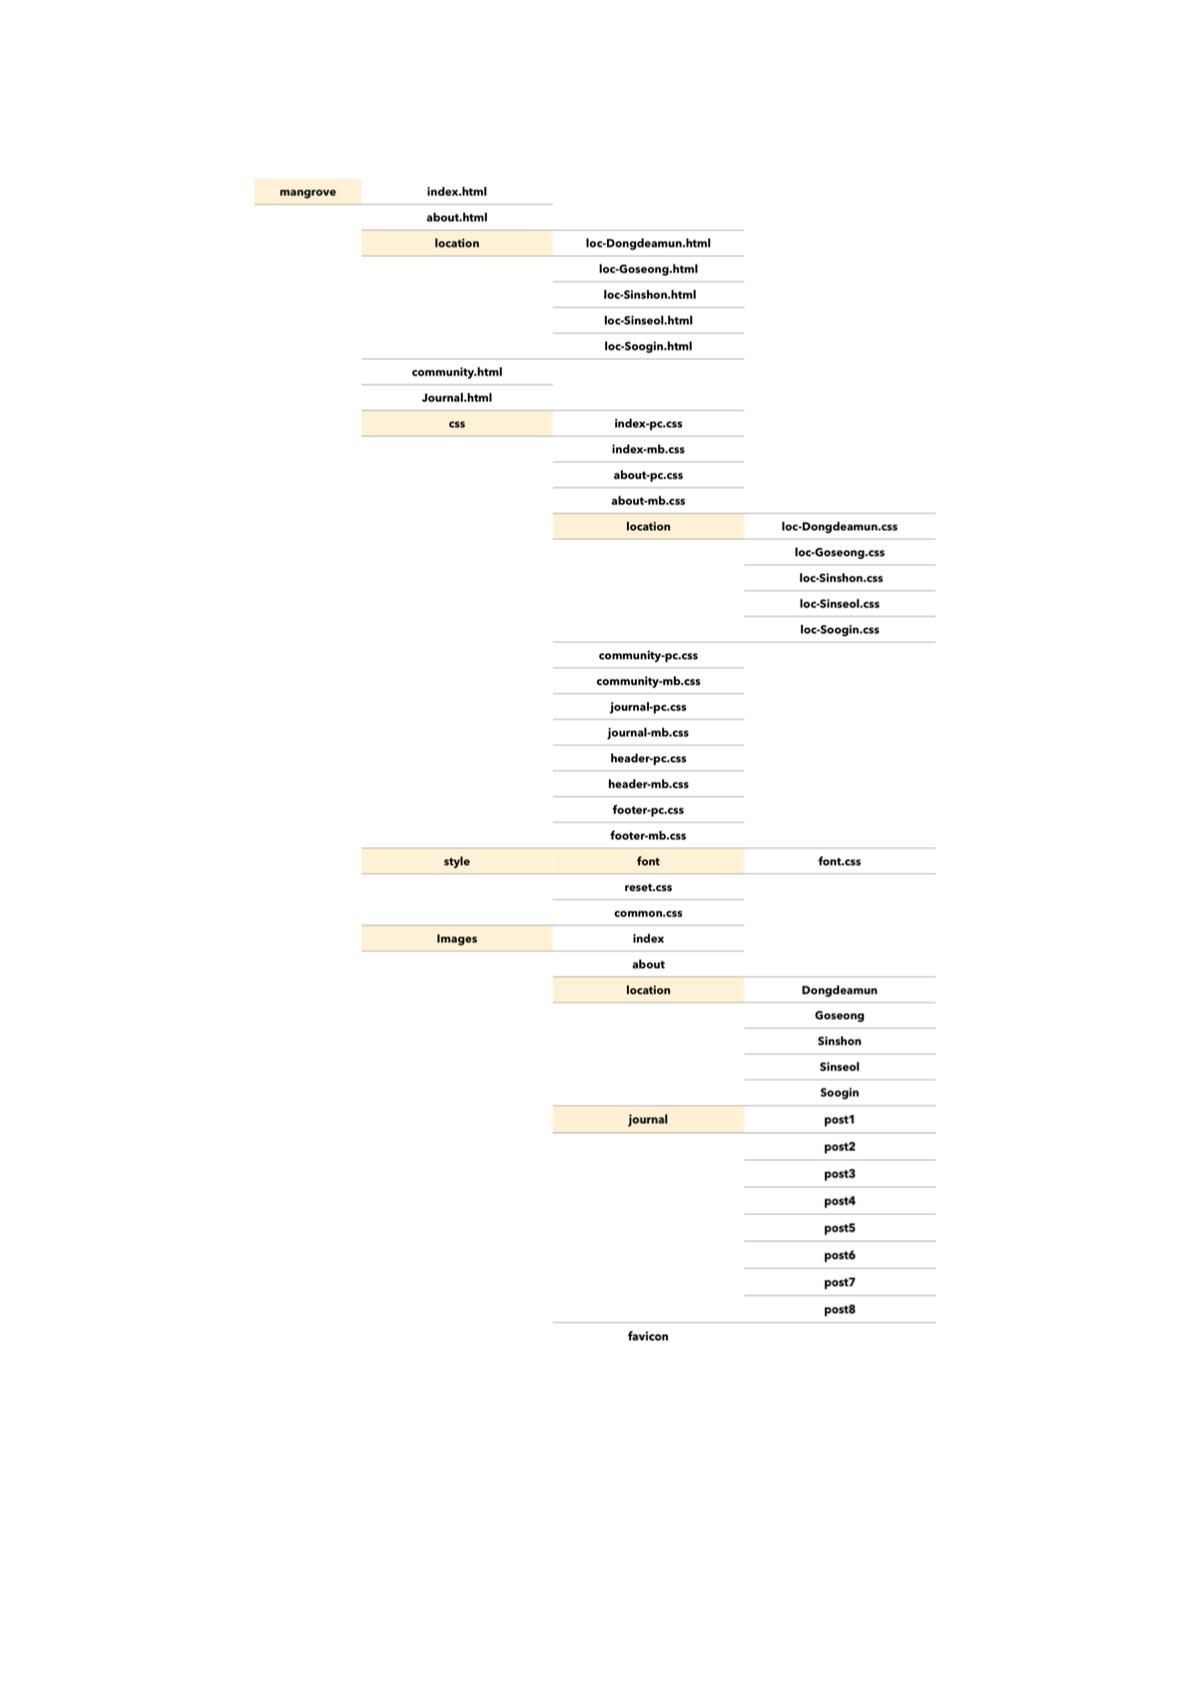 mangrove index.html
about.html
location loc-Dongdeamun.html
loc-Goseong.html
loc-Sinshon.html
loc-Sinseol.html
loc-Soogin.html
community.html
Journal.html
css index-pc.css
index-mb.css
about-pc.css
about-mb.css
location loc-Dongdeamun.css
loc-Goseong.css
loc-Sinshon.css
loc-Sinseol.css
loc-Soogin.css
community-pc.css
community-mb.css
journal-pc.css
journal-mb.css
header-pc.css
header-mb.css
footer-pc.css
footer-mb.css
style font font.css
reset.css
common.css
Images index
about
location Dongdeamun
Goseong
Sinshon
Sinseol
Soogin
journal post1
post2
post3
post4
post5
post6
post7
post8
favicon